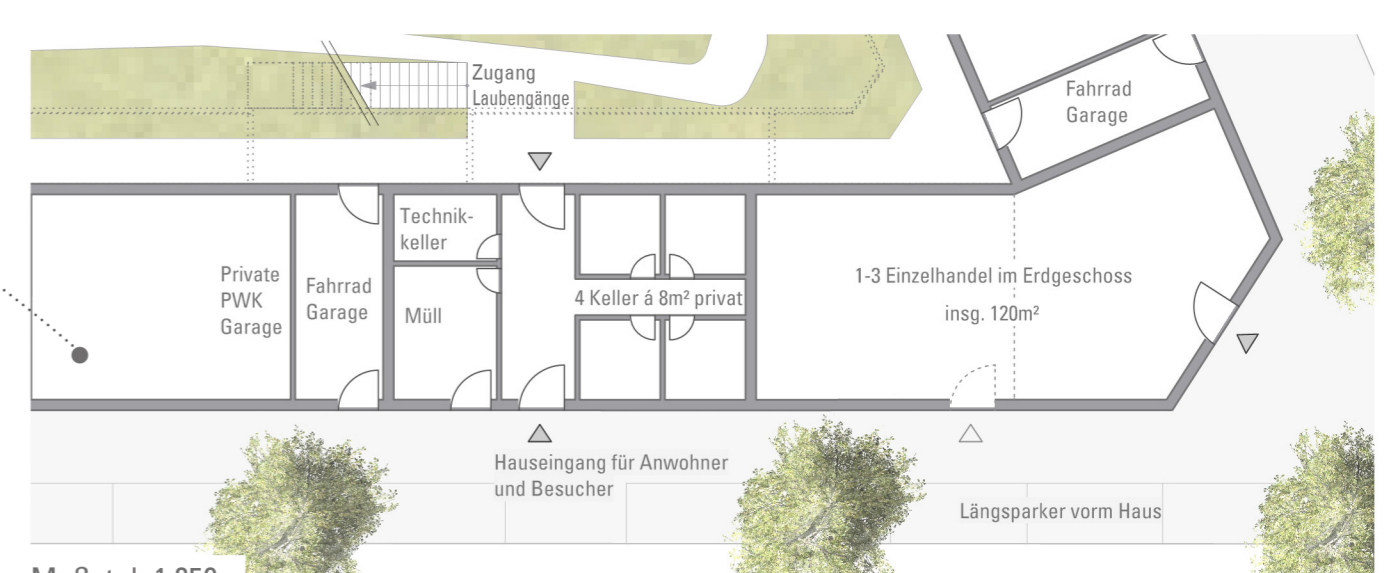 Zugang
Laubengänge
Fahrrad
Garage
Technik-
keller
Private
PWK
Garage
Fahrrad
Garage
Müll
4 Keller á 8m² privat
1-3 Einzelhandel im Erdgeschoss
insg. 120m²
Hauseingang für Anwohner
und Besucher
Längsparker vorm Haus